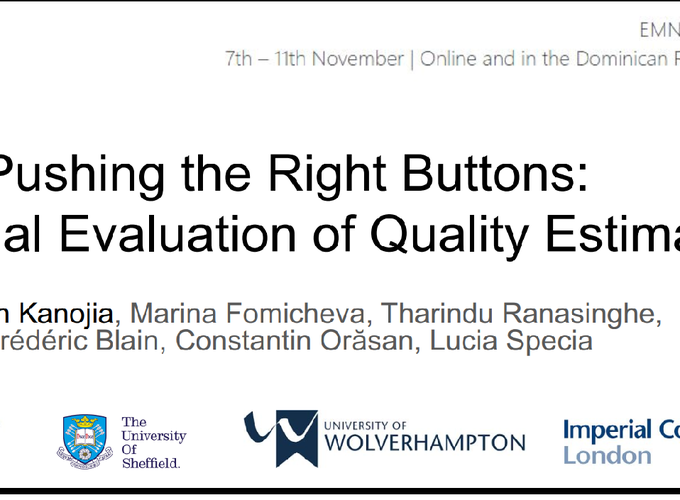 EMN
7th – 11th November | Online and in the Dominican
Pushing the Right Buttons:
al Evaluation of Quality Estima
n Kanojia, Marina Fomicheva, Tharindu Ranasinghe,
rédéric Blain, Constantin Orăsan, Lucia Specia
The
University
Of
Sheffield.
UNIVERSITY OF
WOLVERHAMPTON
Imperial Co
London